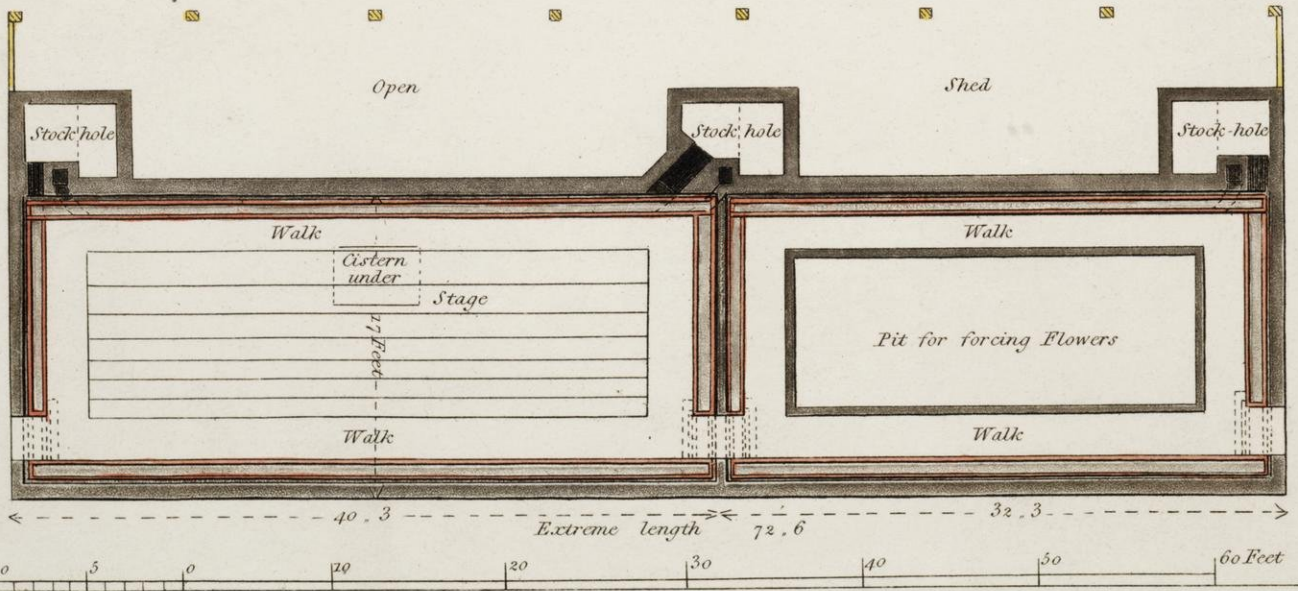 Open
Shed
Stock hole
Stock hole
Stock-hole
Walk
Walk
Cistern
under
Stage
17 Feet
Pit for forcing Flowers
Walk
Walk
40.3
32.3
Extreme length 72.6
0 5 0 10 20 30 40 50 60 Feet